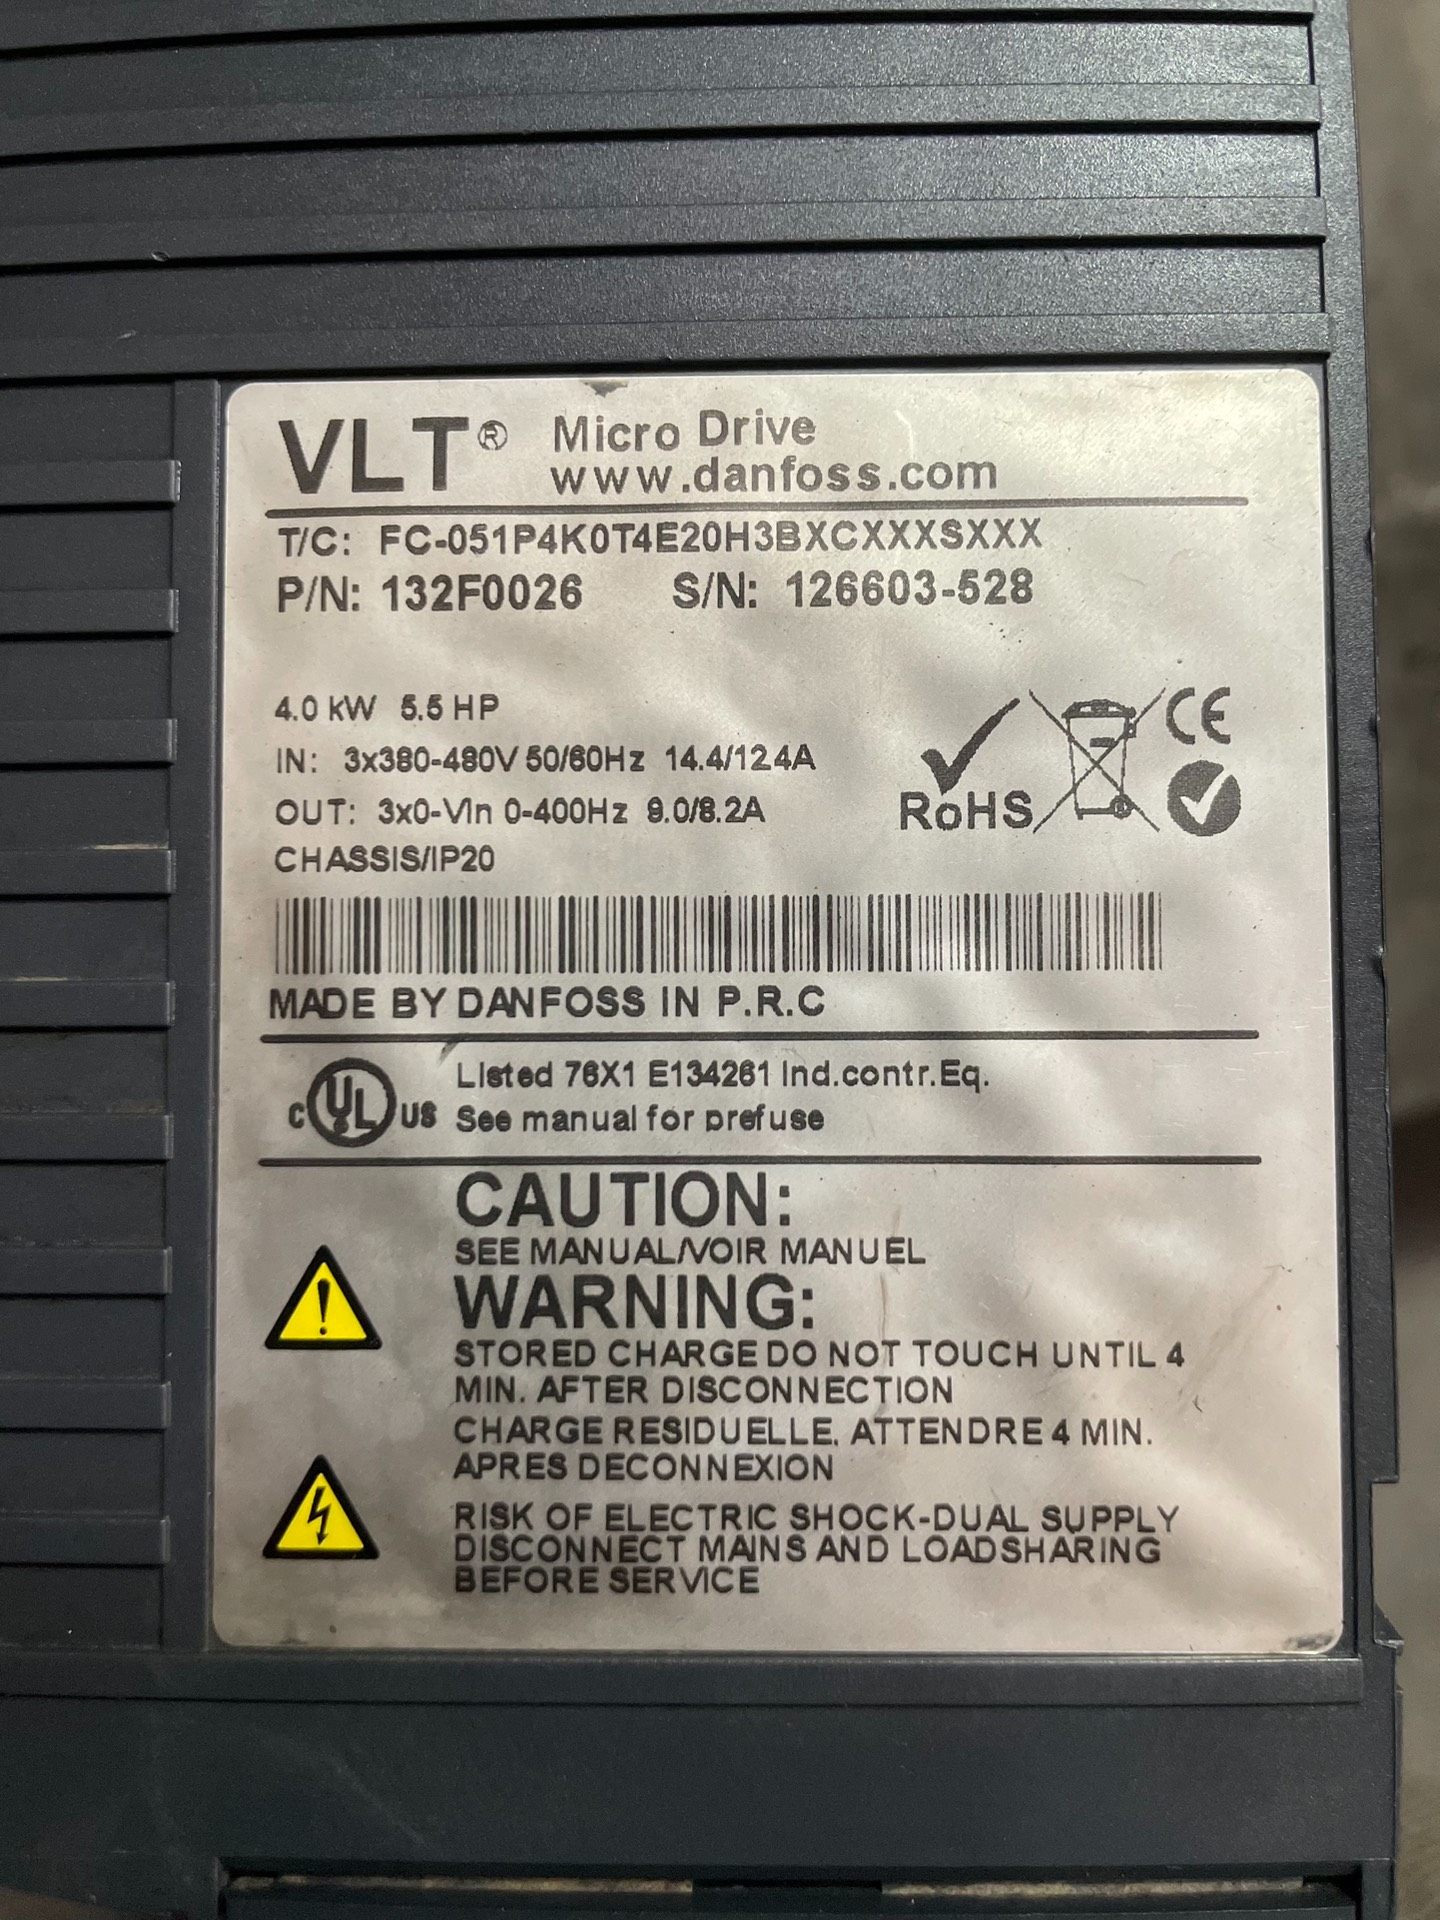 VLT® Micro Drive
www.danfoss.com
T/C: FC-051P4K0T4E20H3BXCXXXSXXX
P/N: 132F0026 S/N: 126603-528
4.0 kW 5.5 HP
IN: 3x380-480V 50/60Hz 14.4/12.4A
OUT: 3x0-VIn 0-400Hz 9.0/8.2A
CHASSIS/IP20
RoHS
CE
MADE BY DANFOSS IN P.R.C
C UL US Listed 76X1 E134261 Ind.contr.Eq.
See manual for prefuse
CAUTION:
SEE MANUAL/VOIR MANUEL
WARNING:
STORED CHARGE DO NOT TOUCH UNTIL 4
MIN. AFTER DISCONNECTION
CHARGE RESIDUELLE. ATTENDRE 4 MIN.
APRES DECONNEXION
RISK OF ELECTRIC SHOCK-DUAL SUPPLY
DISCONNECT MAINS AND LOADSHARING
BEFORE SERVICE